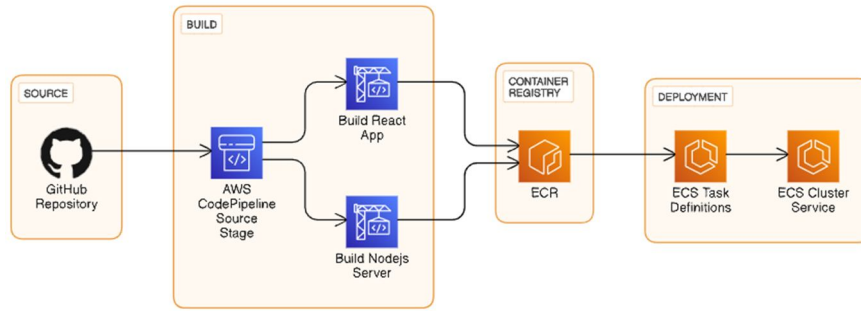 SOURCE
GitHub
Repository
BUILD
AWS
CodePipeline
Source
Stage
Build React
App
Build Nodejs
Server
CONTAINER
REGISTRY
ECR
DEPLOYMENT
ECS Task
Definitions
ECS Cluster
Service